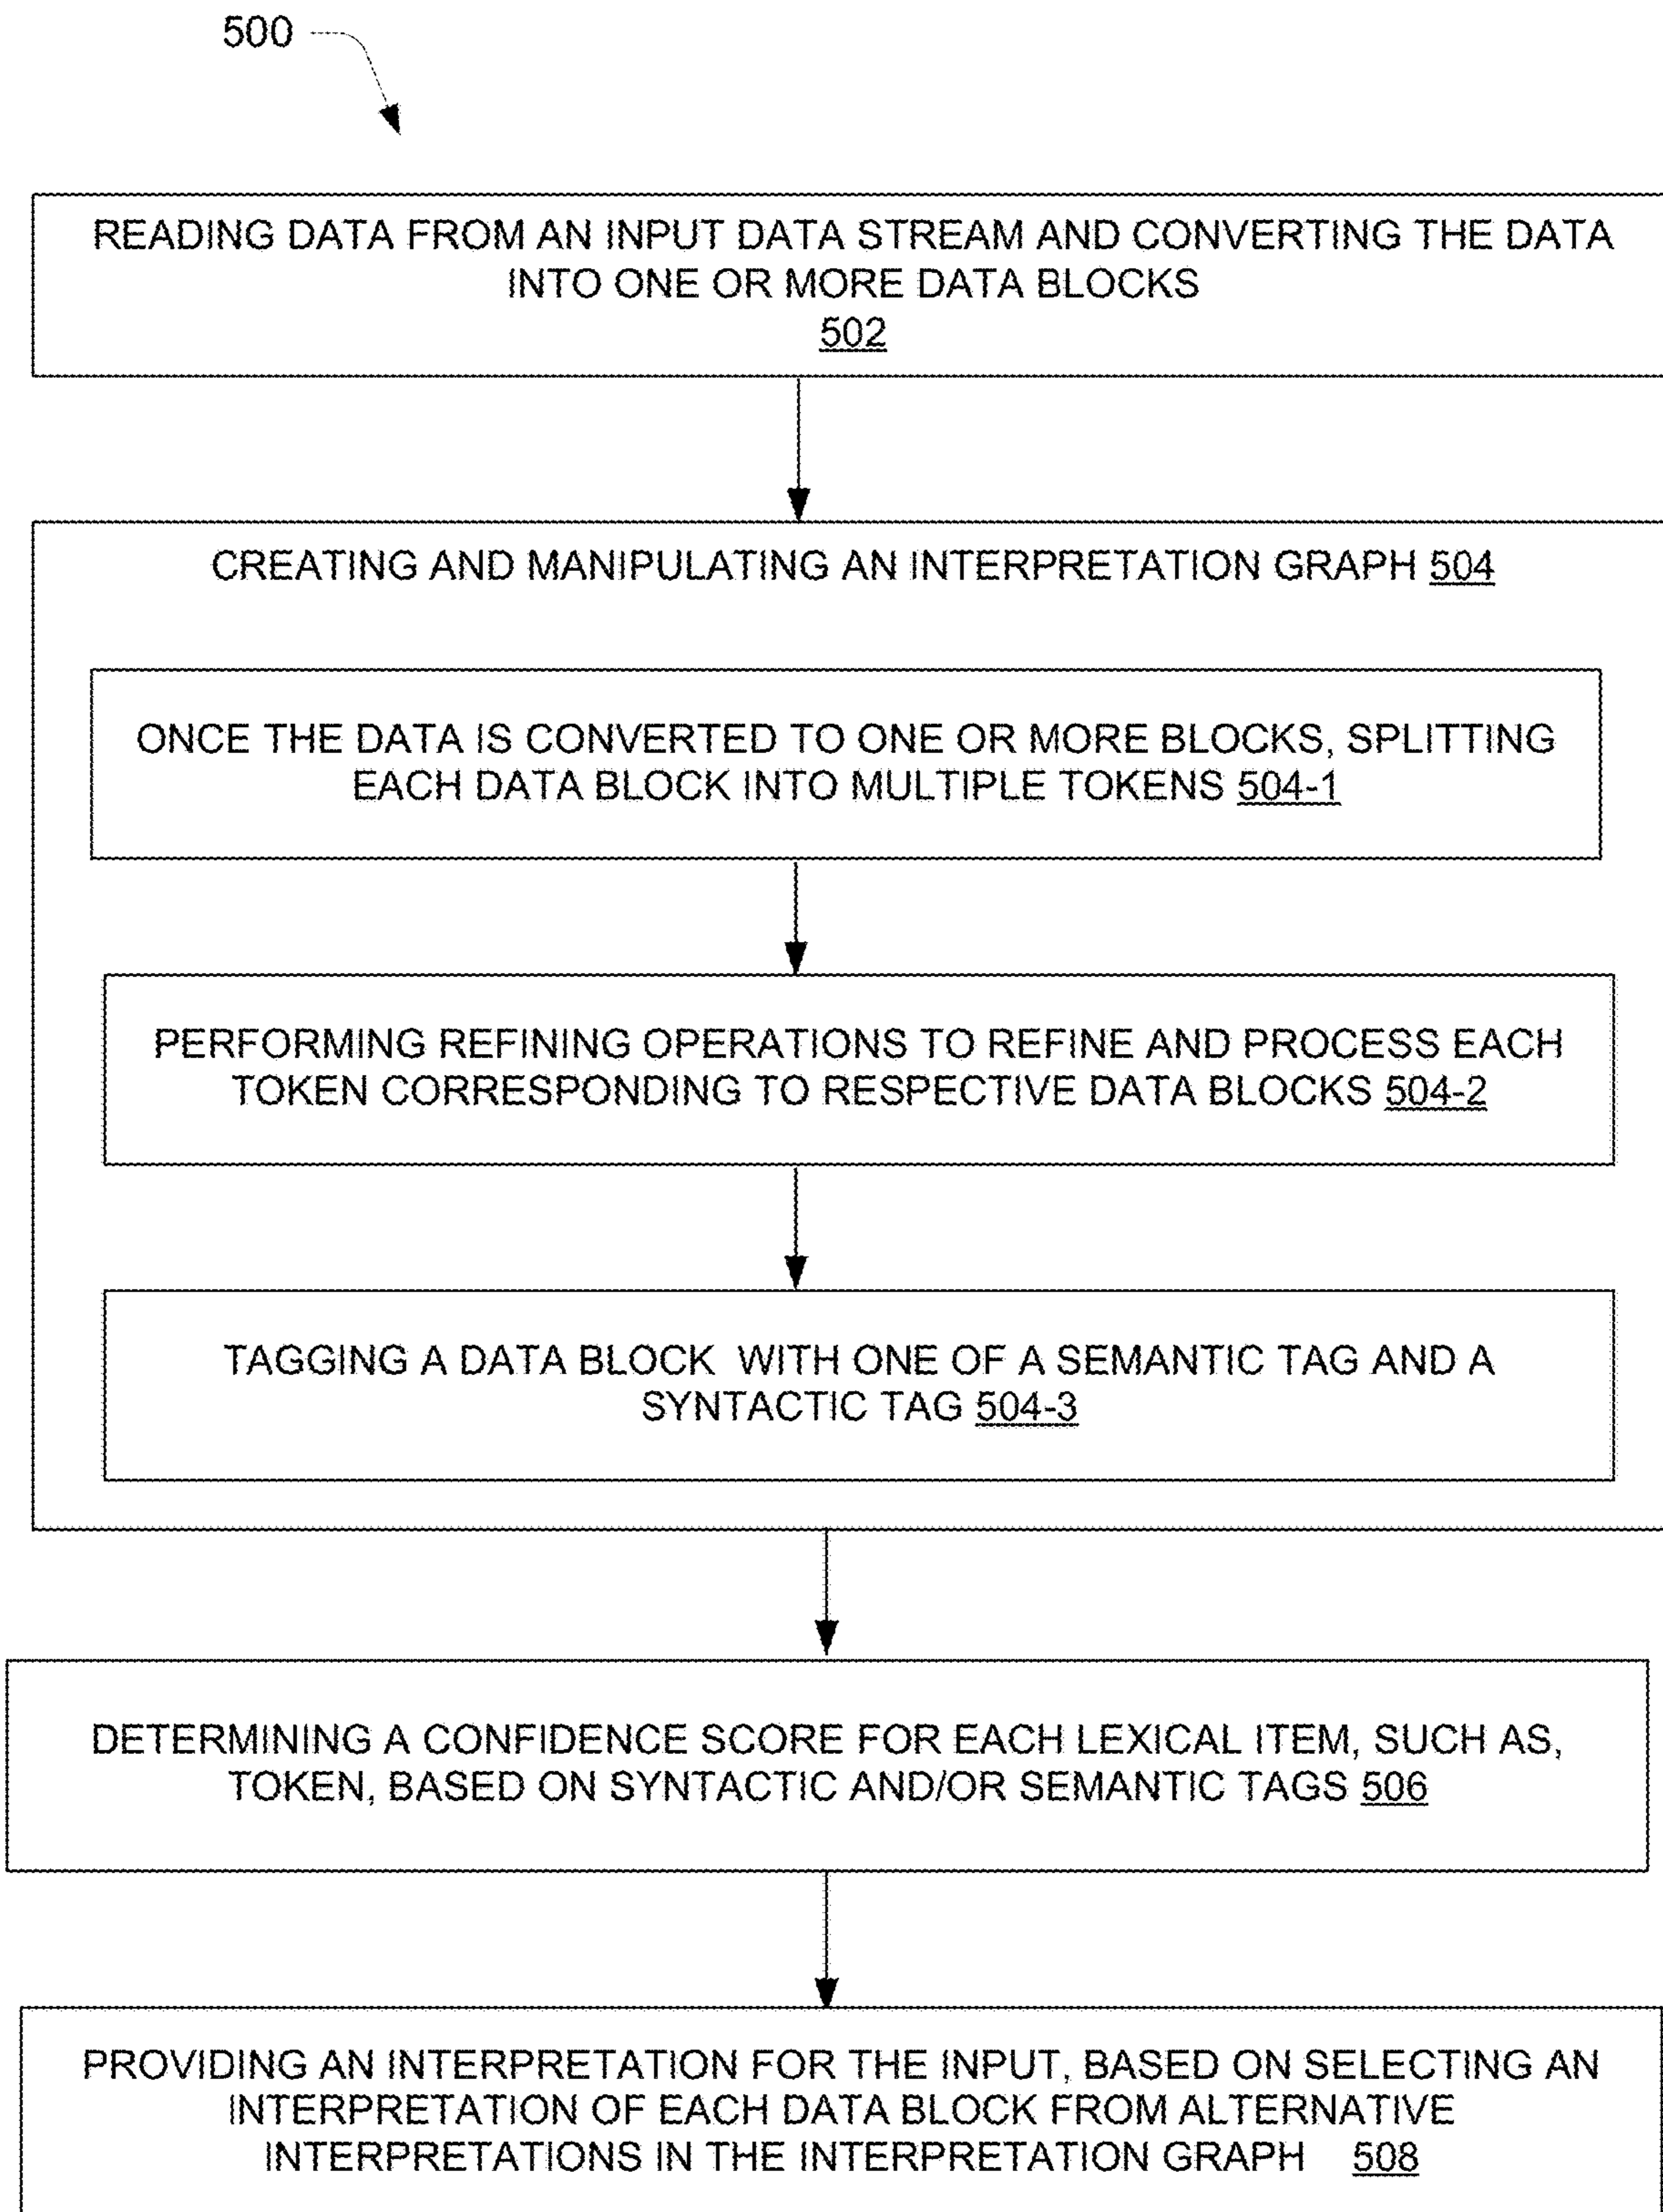 500
READING DATA FROM AN INPUT DATA STREAM AND CONVERTING THE DATA
INTO ONE OR MORE DATA BLOCKS
502
CREATING AND MANIPULATING AN INTERPRETATION GRAPH 504
ONCE THE DATA IS CONVERTED TO ONE OR MORE BLOCKS, SPLITTING
EACH DATA BLOCK INTO MULTIPLE TOKENS 504-1
PERFORMING REFINING OPERATIONS TO REFINE AND PROCESS EACH
TOKEN CORRESPONDING TO RESPECTIVE DATA BLOCKS 504-2
TAGGING A DATA BLOCK WITH ONE OF A SEMANTIC TAG AND A
SYNTACTIC TAG 504-3
DETERMINING A CONFIDENCE SCORE FOR EACH LEXICAL ITEM, SUCH AS,
TOKEN, BASED ON SYNTACTIC AND/OR SEMANTIC TAGS 506
PROVIDING AN INTERPRETATION FOR THE INPUT, BASED ON SELECTING AN
INTERPRETATION OF EACH DATA BLOCK FROM ALTERNATIVE
INTERPRETATIONS IN THE INTERPRETATION GRAPH 508